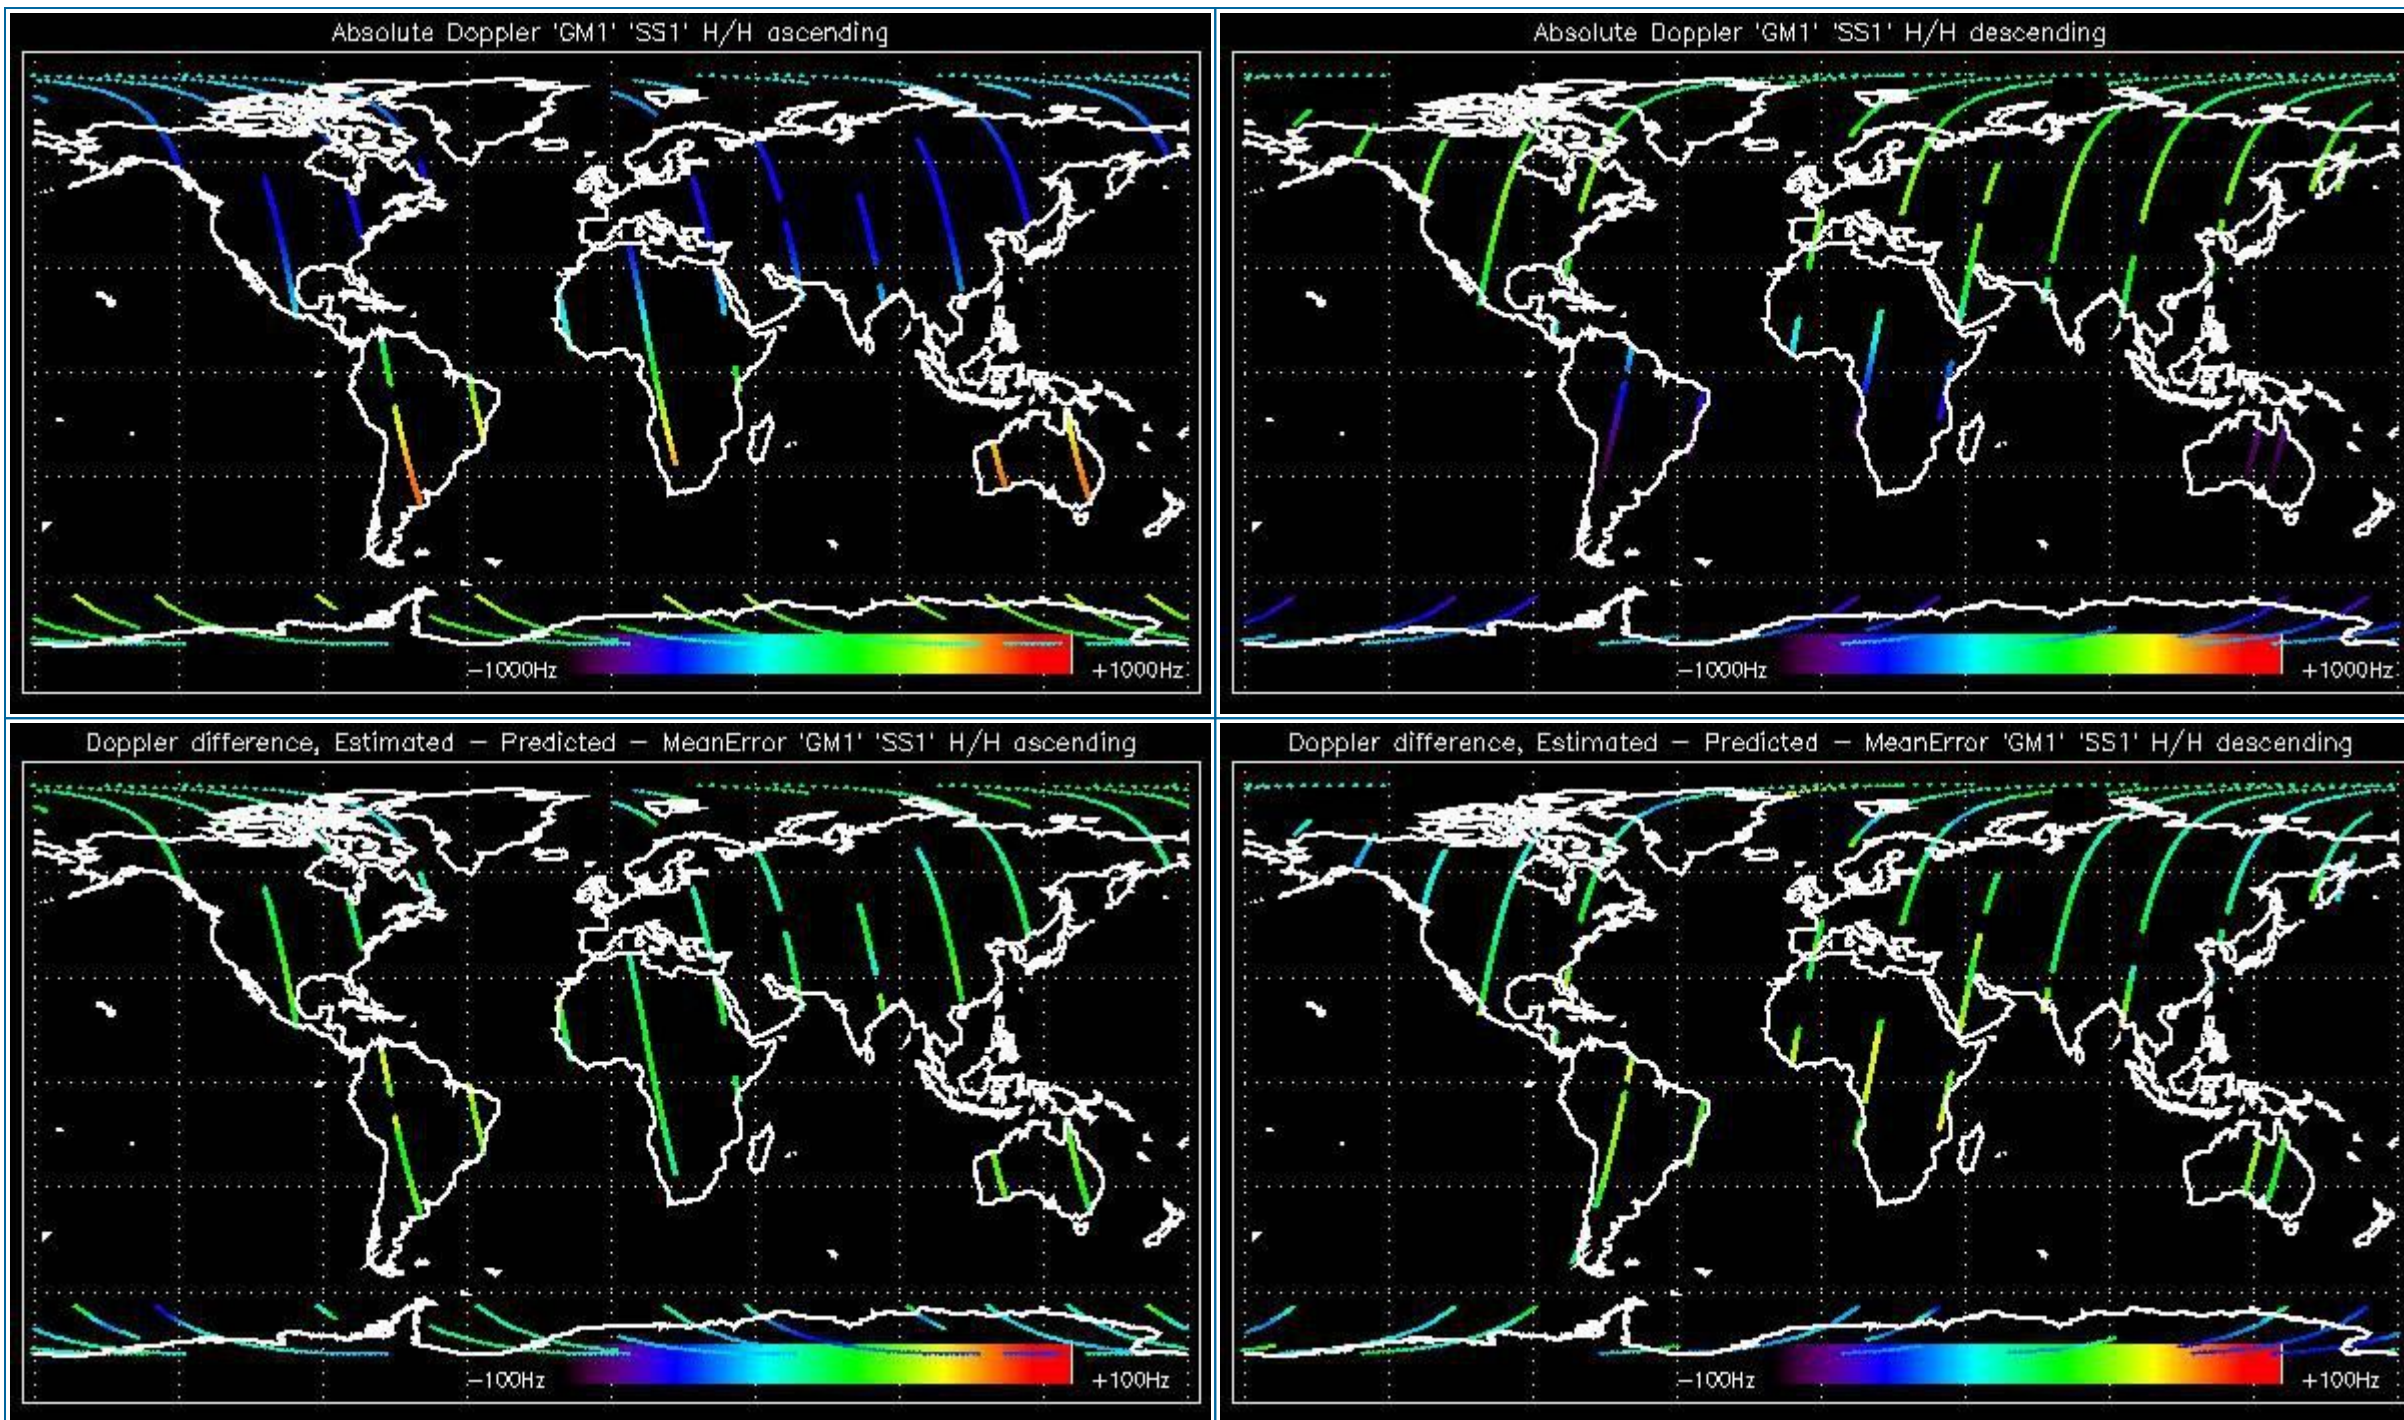 Absolute Doppler 'GM1' 'SS1' H/H ascending
-1000Hz
+1000Hz
Absolute Doppler 'GM1' 'SS1' H/H descending
-1000Hz
+1000Hz
Doppler difference, Estimated - Predicted - MeanError 'GM1' 'SS1' H/H ascending
-100Hz
+100Hz
Doppler difference, Estimated - Predicted - MeanError 'GM1' 'SS1' H/H descending
-100Hz
+100Hz